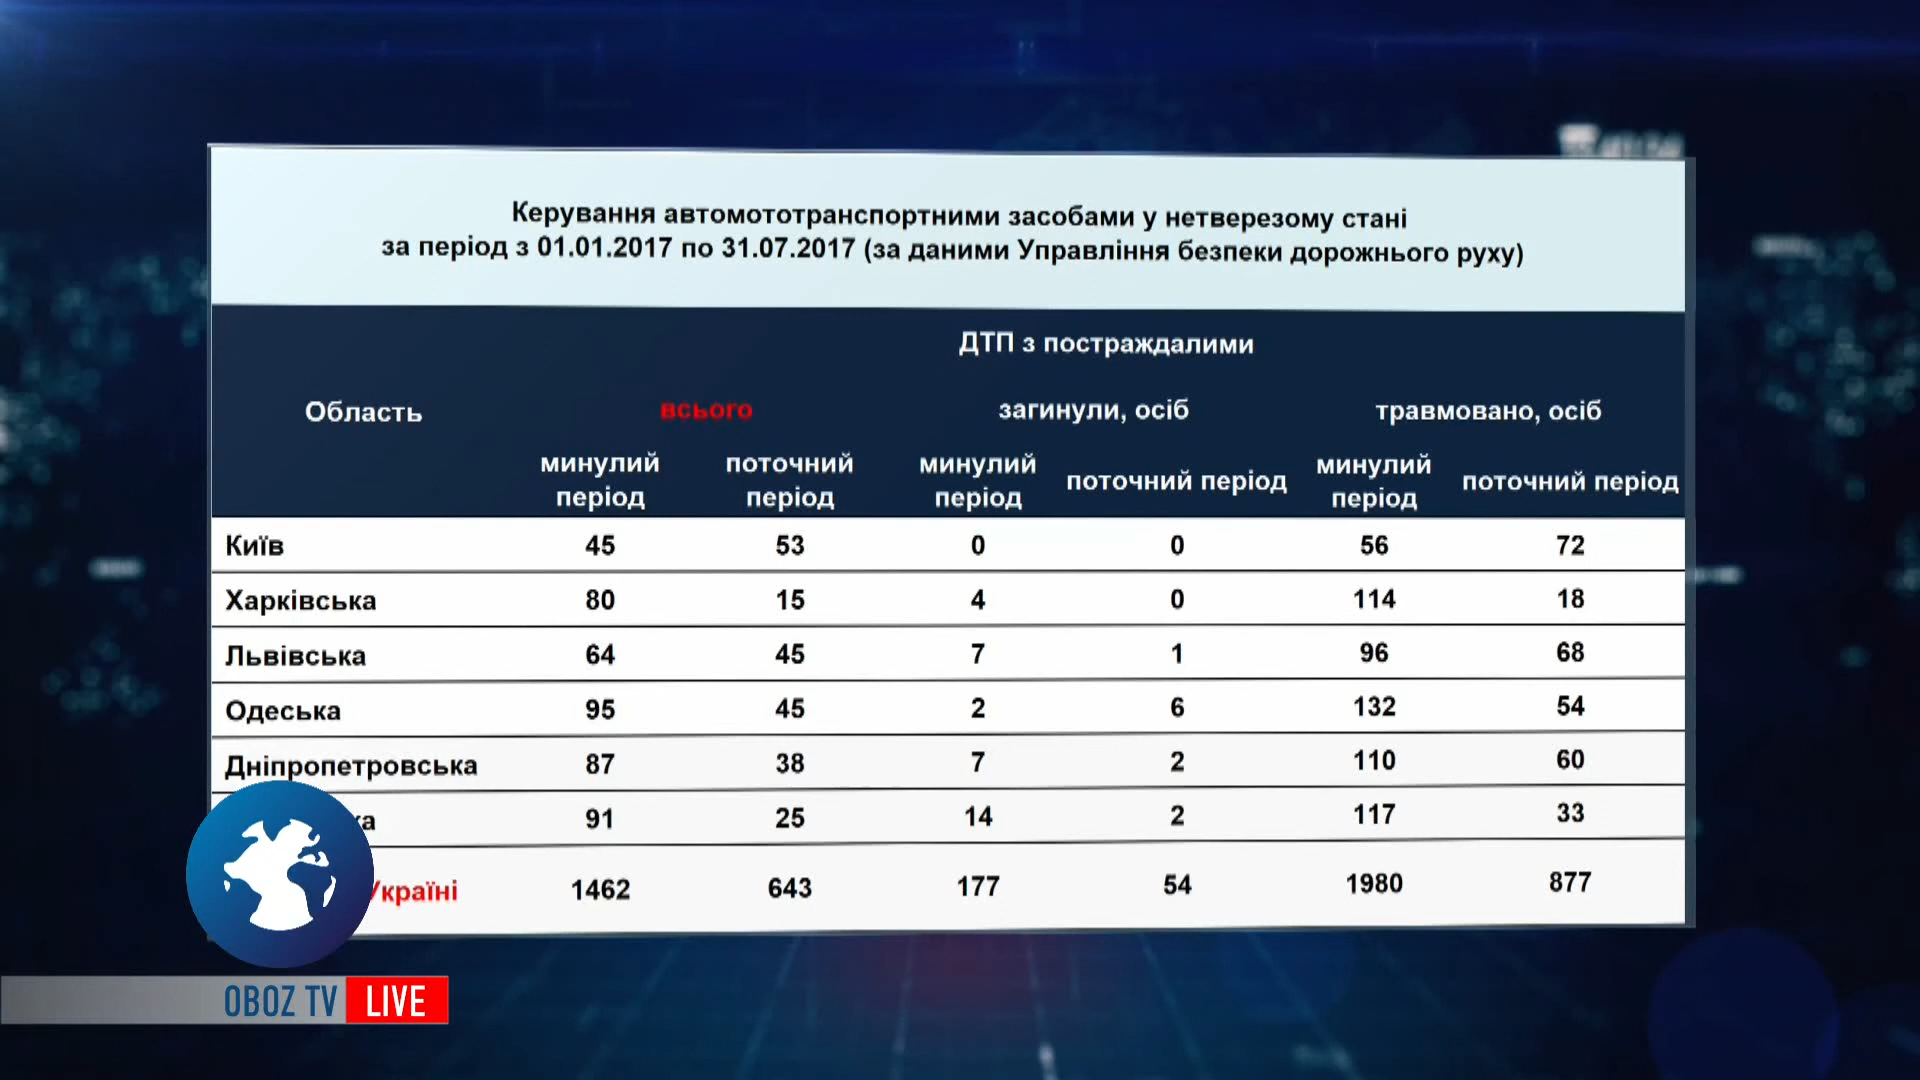 Керування автомототранспортними засобами у нетверезому стані
за період з 01.01.2017 по 31.07.2017 (за даними Управління безпеки дорожнього руху)
ДТП з постраждалими
Область всього загинули, осіб травмовано, осіб
минулий період поточний період минулий період поточний період минулий період поточний період
Київ 45 53 0 0 56 72
Харківська 80 15 4 0 114 18
Львівська 64 45 7 1 96 68
Одеська 95 45 2 6 132 54
Дніпропетровська 87 38 7 2 110 60
91 25 14 2 117 33
Україні 1462 643 177 54 1980 877
OBOZ TV LIVE